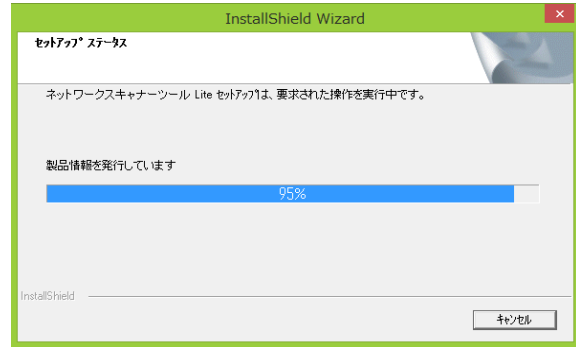 InstallShield Wizard
ｾｯﾄｱｯﾌﾟ ｽﾃｰﾀｽ
ネットワークスキャナーツール Lite ｾｯﾄｱｯﾌﾟは、要求された操作を実行中です。
製品情報を発行しています
95%
InstallShield
ｷｬﾝｾﾙ